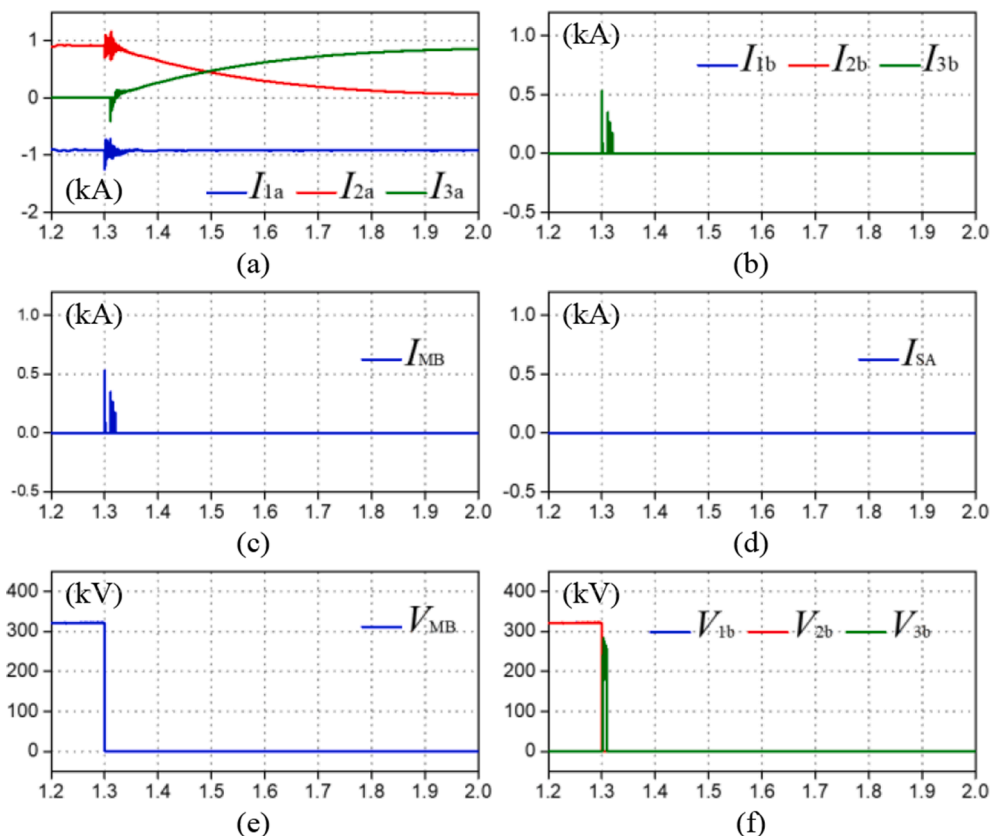 1 (kA) 1.0
0 0.5
-1 0.0
(kA) I1a I2a I3a I1b I2b I3b
-2 -0.5
1.2 1.3 1.4 1.5 1.6 1.7 1.8 1.9 2.0 1.2 1.3 1.4 1.5 1.6 1.7 1.8 1.9 2.0
(a) (b)
(kA) (kA)
1.0 1.0
IMB ISA
0.5 0.5
0.0 0.0
-0.5 -0.5
1.2 1.3 1.4 1.5 1.6 1.7 1.8 1.9 2.0 1.2 1.3 1.4 1.5 1.6 1.7 1.8 1.9 2.0
(c) (d)
400 (kV) 400 (kV)
300 VMB 300 V1b V2b V3b
200 200
100 100
0 0
1.2 1.3 1.4 1.5 1.6 1.7 1.8 1.9 2.0 1.2 1.3 1.4 1.5 1.6 1.7 1.8 1.9 2.0
(e) (f)